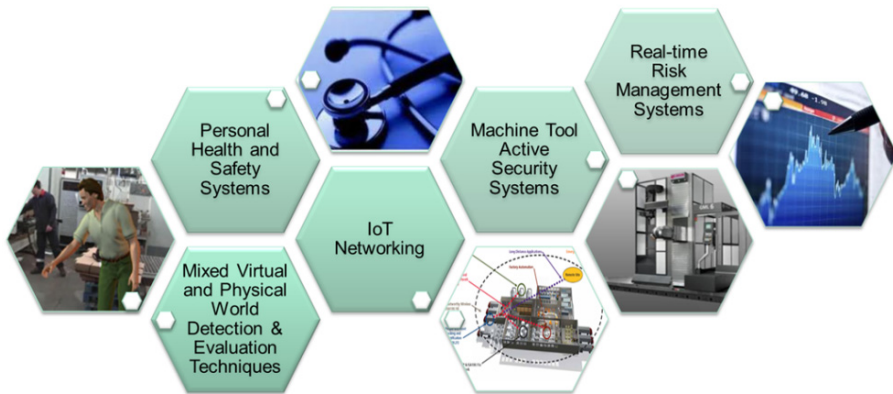 Real-time
Risk
Management
Systems
Personal
Health and
Safety
Systems
Machine Tool
Active
Security
Systems
IoT
Networking
Mixed Virtual
and Physical
World
Detection &
Evaluation
Techniques